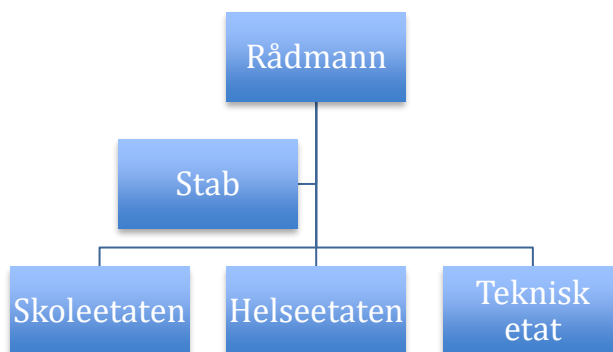 Rådmann
Stab
Skoleetaten
Helseetaten
Teknisk
etat